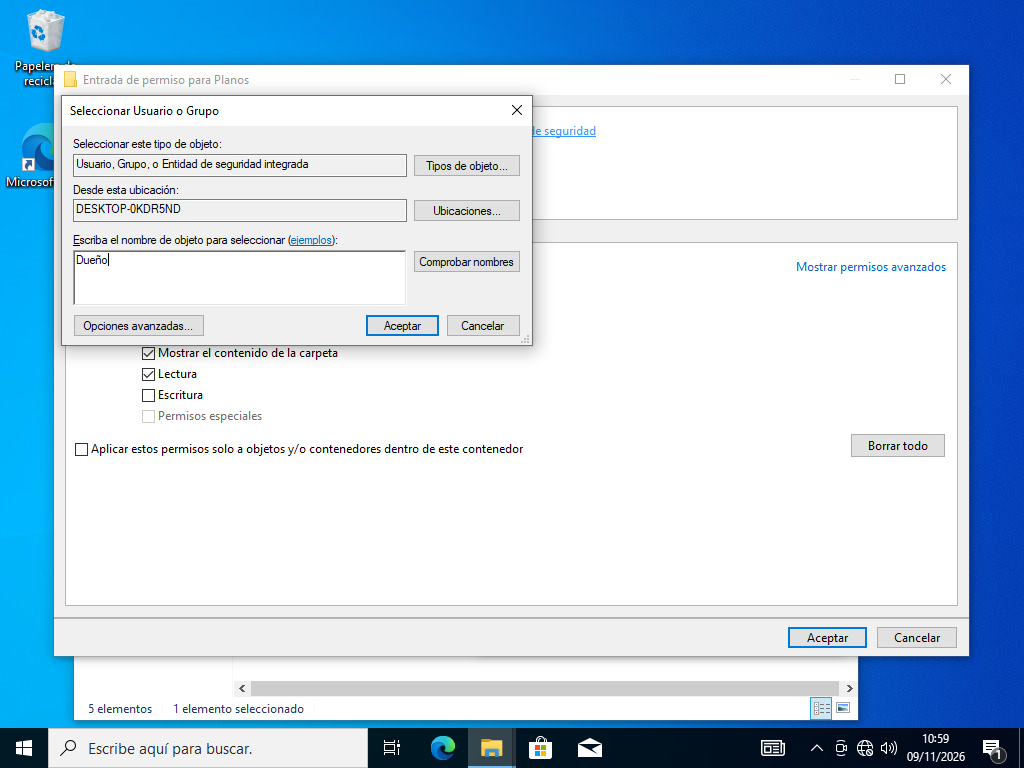 Papelera de
recicl
Microsof
Entrada de permiso para Planos
Seleccionar Usuario o Grupo
de seguridad
Seleccionar este tipo de objeto:
Usuario, Grupo, o Entidad de seguridad integrada
Tipos de objeto...
Desde esta ubicación:
DESKTOP-0KDR5ND
Ubicaciones...
Escriba el nombre de objeto para seleccionar (ejemplos):
Dueño
Comprobar nombres
Mostrar permisos avanzados
Opciones avanzadas...
Aceptar
Cancelar
Mostrar el contenido de la carpeta
Lectura
Escritura
Permisos especiales
Aplicar estos permisos solo a objetos y/o contenedores dentro de este contenedor
Borrar todo
Aceptar
Cancelar
5 elementos
1 elemento seleccionado
Escribe aquí para buscar.
10:59
09/11/2026
1